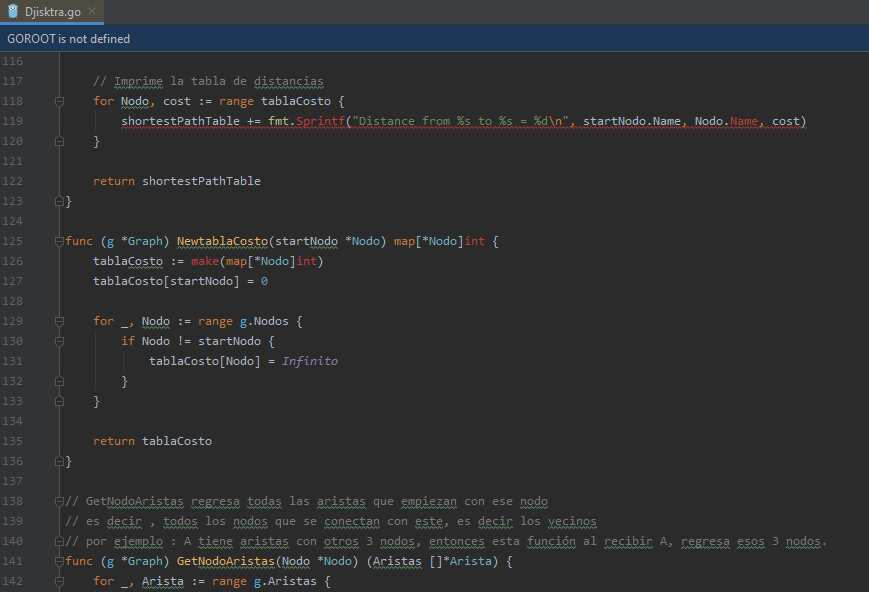 Djisktra.go
GOROOT is not defined
116
117 // Imprime la tabla de distancias
118 for Nodo, cost := range tablaCosto {
119 shortestPathTable += fmt.Sprintf("Distance from %s to %s = %d\n", startNodo.Name, Nodo.Name, cost)
120 }
121
122 return shortestPathTable
123 }
124
125 func (g *Graph) NewtablaCosto(startNodo *Nodo) map[*Nodo]int {
126 tablaCosto := make(map[*Nodo]int)
127 tablaCosto[startNodo] = 0
128
129 for _, Nodo := range g.Nodos {
130 if Nodo != startNodo {
131 tablaCosto[Nodo] = Infinito
132 }
133 }
134
135 return tablaCosto
136 }
137
138 // GetNodoAristas regresa todas las aristas que empiezan con ese nodo
139 // es decir , todos los nodos que se conectan con este, es decir los vecinos
140 // por ejemplo : A tiene aristas con otros 3 nodos, entonces esta función al recibir A, regresa esos 3 nodos.
141 func (g *Graph) GetNodoAristas(Nodo *Nodo) (Aristas []*Arista) {
142 for _, Arista := range g.Aristas {